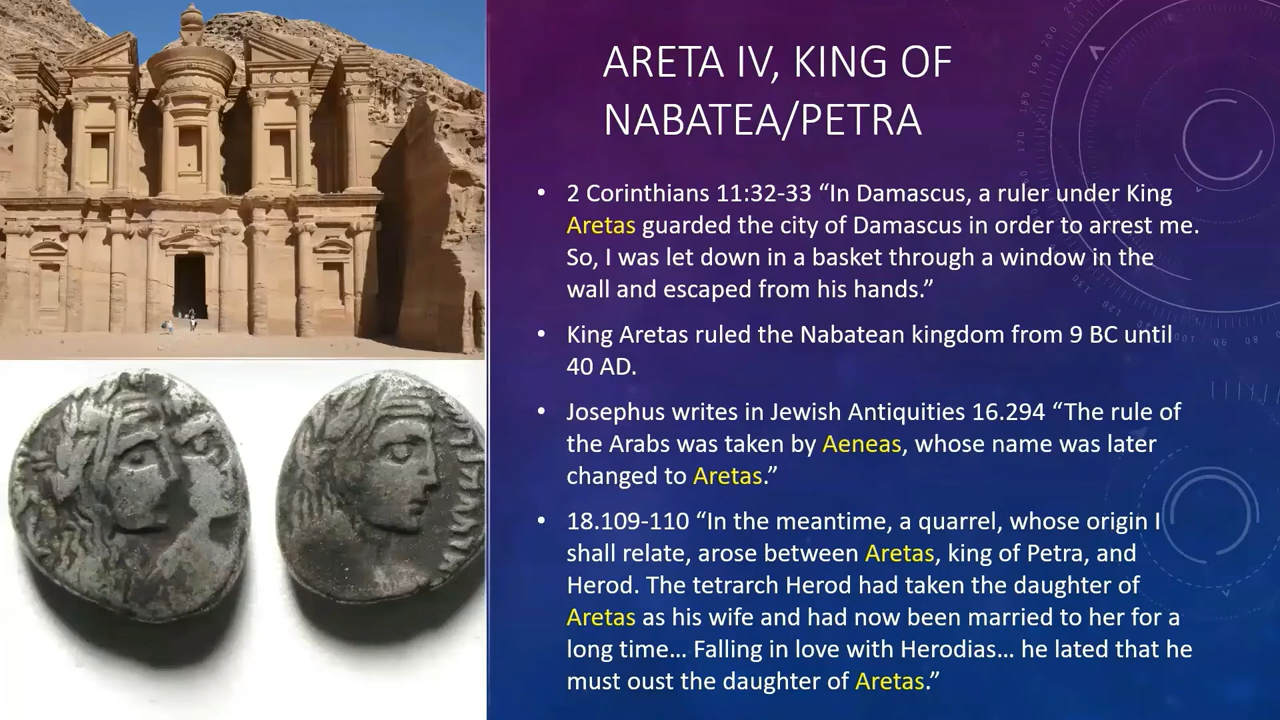 ARETA IV, KING OF
NABATEA/PETRA
• 2 Corinthians 11:32-33 “In Damascus, a ruler under King
Aretas guarded the city of Damascus in order to arrest me.
So, I was let down in a basket through a window in the
wall and escaped from his hands.”
• King Aretas ruled the Nabatean kingdom from 9 BC until
40 AD.
• Josephus writes in Jewish Antiquities 16.294 “The rule of
the Arabs was taken by Aeneas, whose name was later
changed to Aretas.”
• 18.109-110 “In the meantime, a quarrel, whose origin I
shall relate, arose between Aretas, king of Petra, and
Herod. The tetrarch Herod had taken the daughter of
Aretas as his wife and had now been married to her for a
long time… Falling in love with Herodias… he lated that he
must oust the daughter of Aretas.”